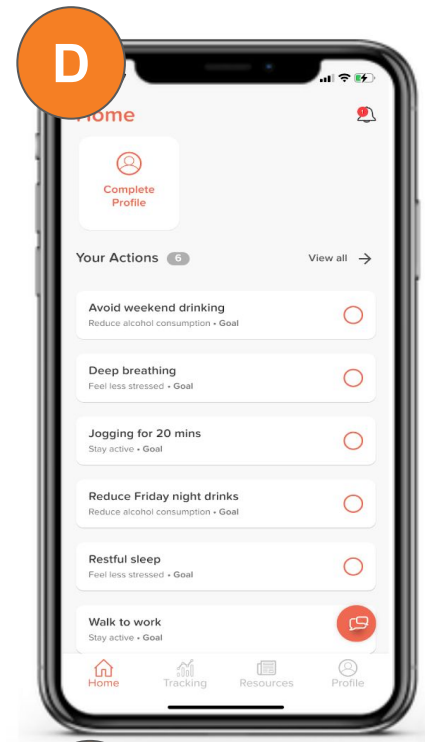 D
Home
Complete
Profile
Your Actions 6
View all →
Avoid weekend drinking
Reduce alcohol consumption • Goal
Deep breathing
Feel less stressed • Goal
Jogging for 20 mins
Stay active • Goal
Reduce Friday night drinks
Reduce alcohol consumption • Goal
Restful sleep
Feel less stressed • Goal
Walk to work
Stay active • Goal
Home Tracking Resources Profile